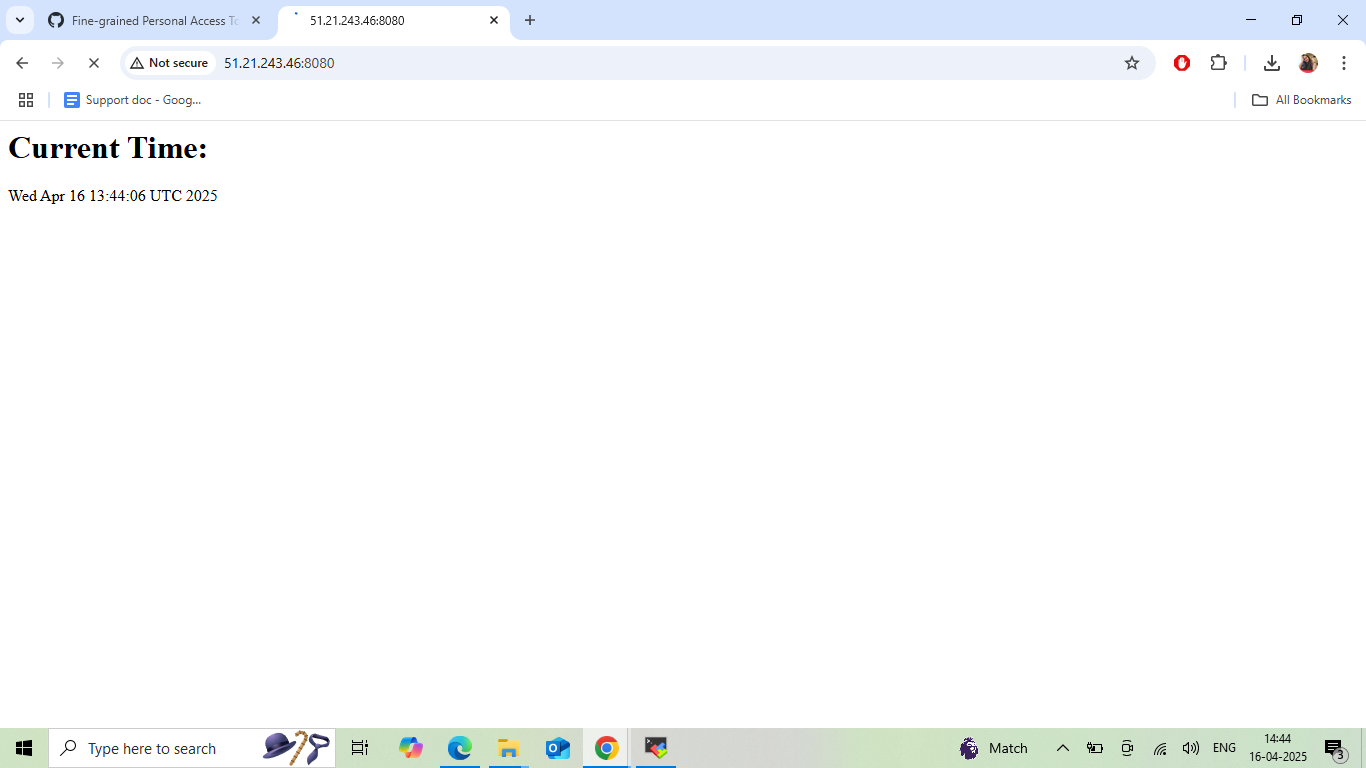 Fine-grained Personal Access To
51.21.243.46:8080
Not secure
51.21.243.46:8080
Support doc - Goog...
All Bookmarks
Current Time:
Wed Apr 16 13:44:06 UTC 2025
Type here to search
Match
ENG
14:44
16-04-2025
3